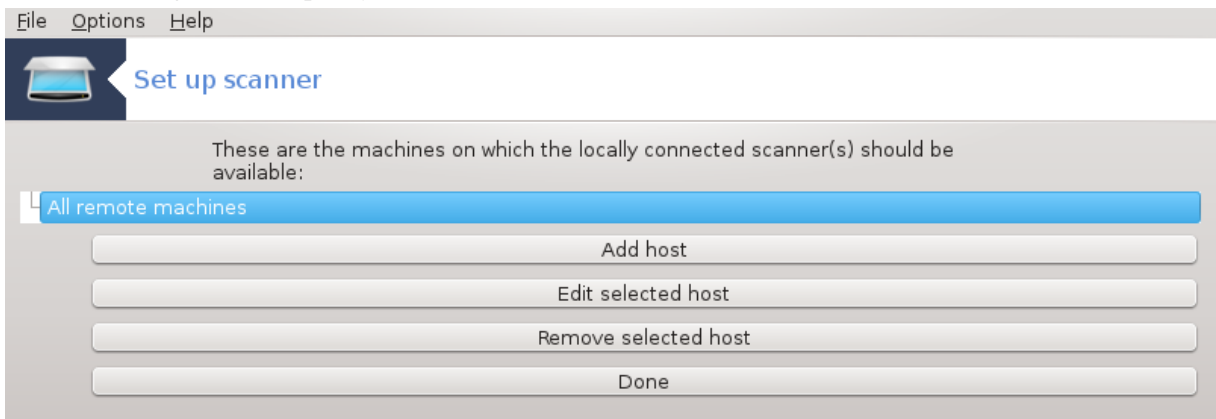 File Options Help
Set up scanner
These are the machines on which the locally connected scanner(s) should be
available:
All remote machines
Add host
Edit selected host
Remove selected host
Done